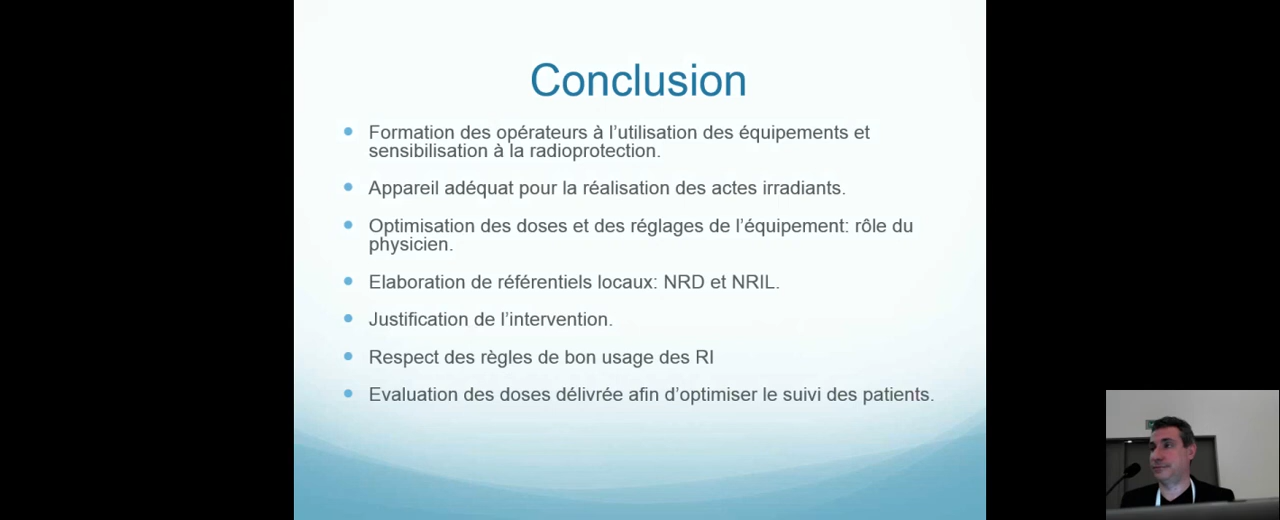 Conclusion
Formation des opérateurs à l’utilisation des équipements et
sensibilisation à la radioprotection.
Appareil adéquat pour la réalisation des actes irradiants.
Optimisation des doses et des réglages de l’équipement: rôle du
physicien.
Elaboration de référentiels locaux: NRD et NRIL.
Justification de l’intervention.
Respect des règles de bon usage des RI
Evaluation des doses délivrée afin d’optimiser le suivi des patients.